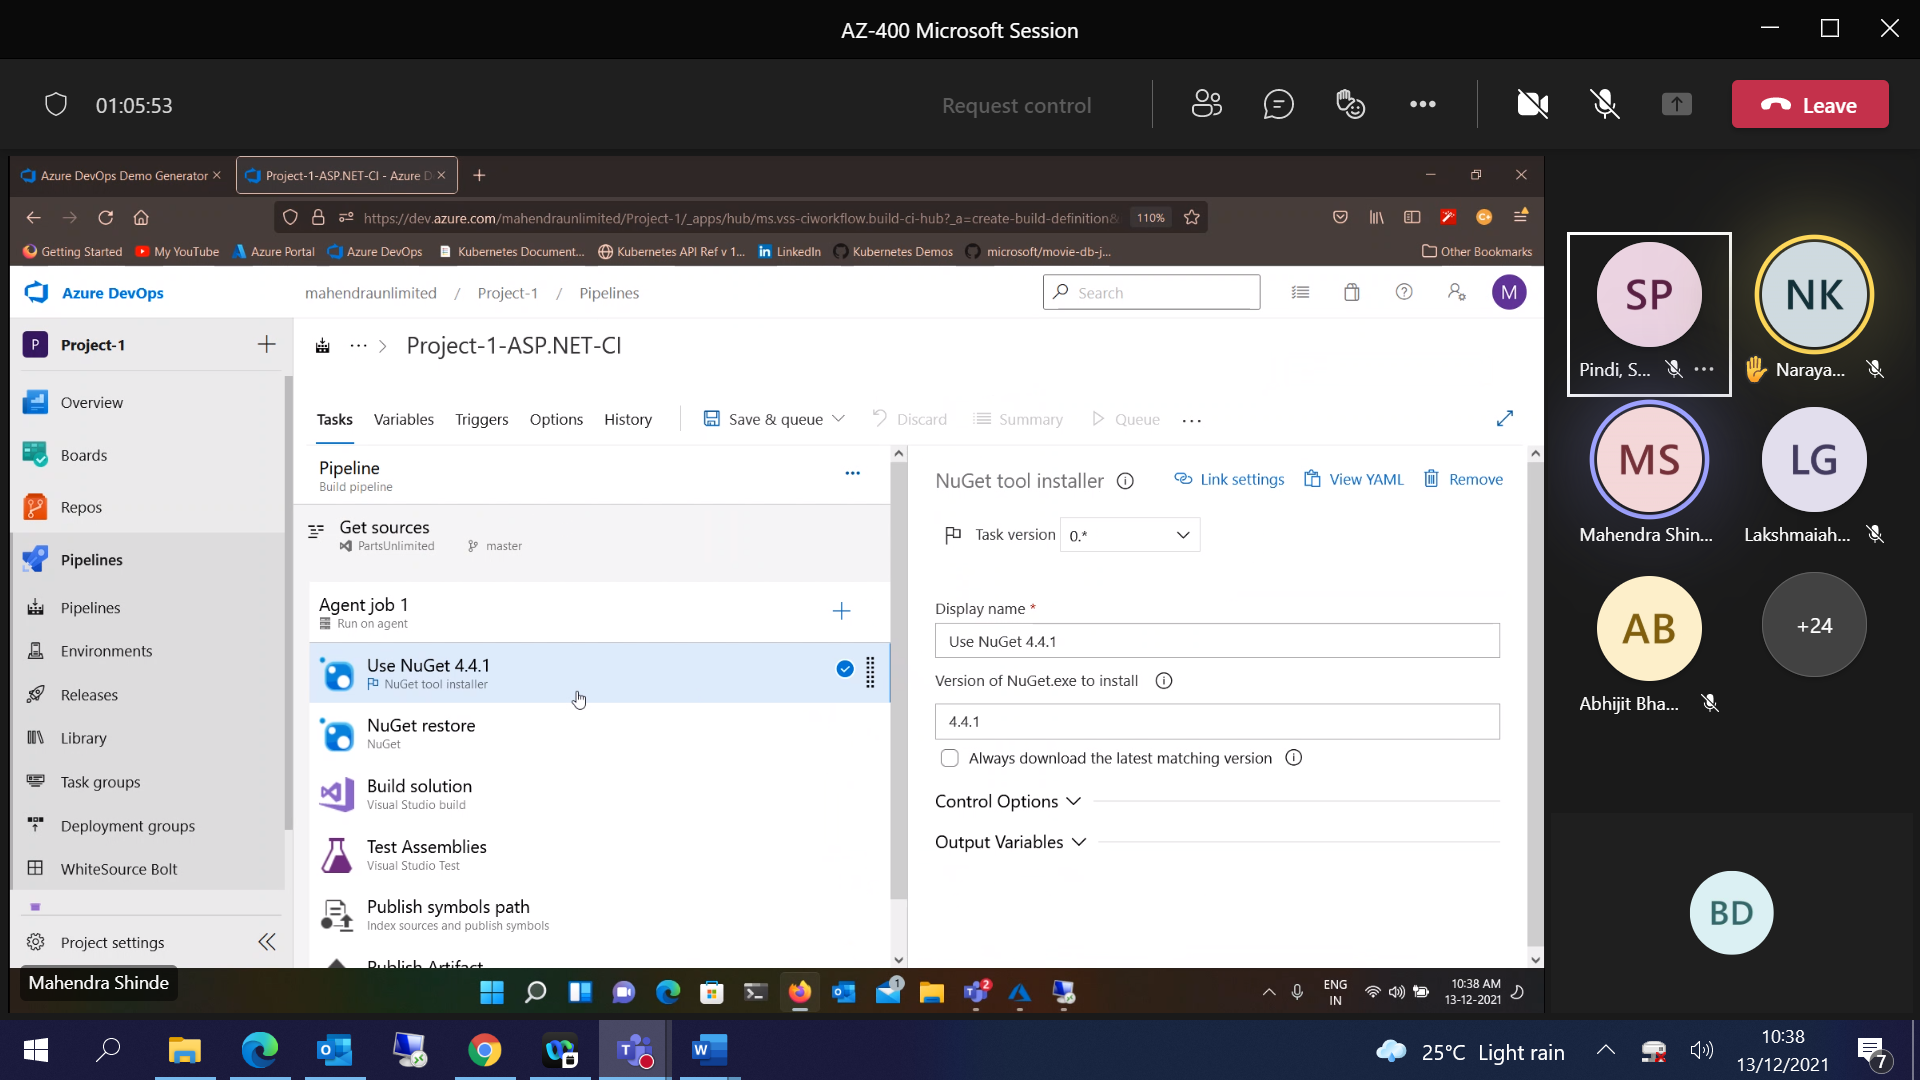 AZ-400 Microsoft Session
01:05:53
Request control
Leave
Azure DevOps Demo Generator
Project-1-ASP.NET-CI - Azure D
https://dev.azure.com/mahendraunlimited/Project-1/_apps/hub/ms.vss-ciworkflow.build-ci-hub?_a=create-build-definition&
110%
Getting Started
My YouTube
Azure Portal
Azure DevOps
Kubernetes Document...
Kubernetes API Ref v 1...
LinkedIn
Kubernetes Demos
microsoft/movie-db-j...
Other Bookmarks
Azure DevOps
mahendraunlimited / Project-1 / Pipelines
Search
M
P Project-1
Project-1-ASP.NET-CI
Overview
Boards
Repos
Pipelines
Pipelines
Environments
Releases
Library
Task groups
Deployment groups
WhiteSource Bolt
Project settings
Tasks Variables Triggers Options History
Save & queue Discard Summary Queue
Pipeline
Build pipeline
Get sources
PartsUnlimited master
Agent job 1
Run on agent
Use NuGet 4.4.1
NuGet tool installer
NuGet restore
NuGet
Build solution
Visual Studio build
Test Assemblies
Visual Studio Test
Publish symbols path
Index sources and publish symbols
Publish Artifact
NuGet tool installer
Link settings View YAML Remove
Task version 0.*
Display name *
Use NuGet 4.4.1
Version of NuGet.exe to install
4.4.1
Always download the latest matching version
Control Options
Output Variables
SP
Pindi, S...
NK
Naraya...
MS
Mahendra Shin...
LG
Lakshmaiah...
AB
Abhijit Bha...
+24
BD
Mahendra Shinde
1
2
ENG
IN
10:38 AM
13-12-2021
25°C Light rain
10:38
13/12/2021
7